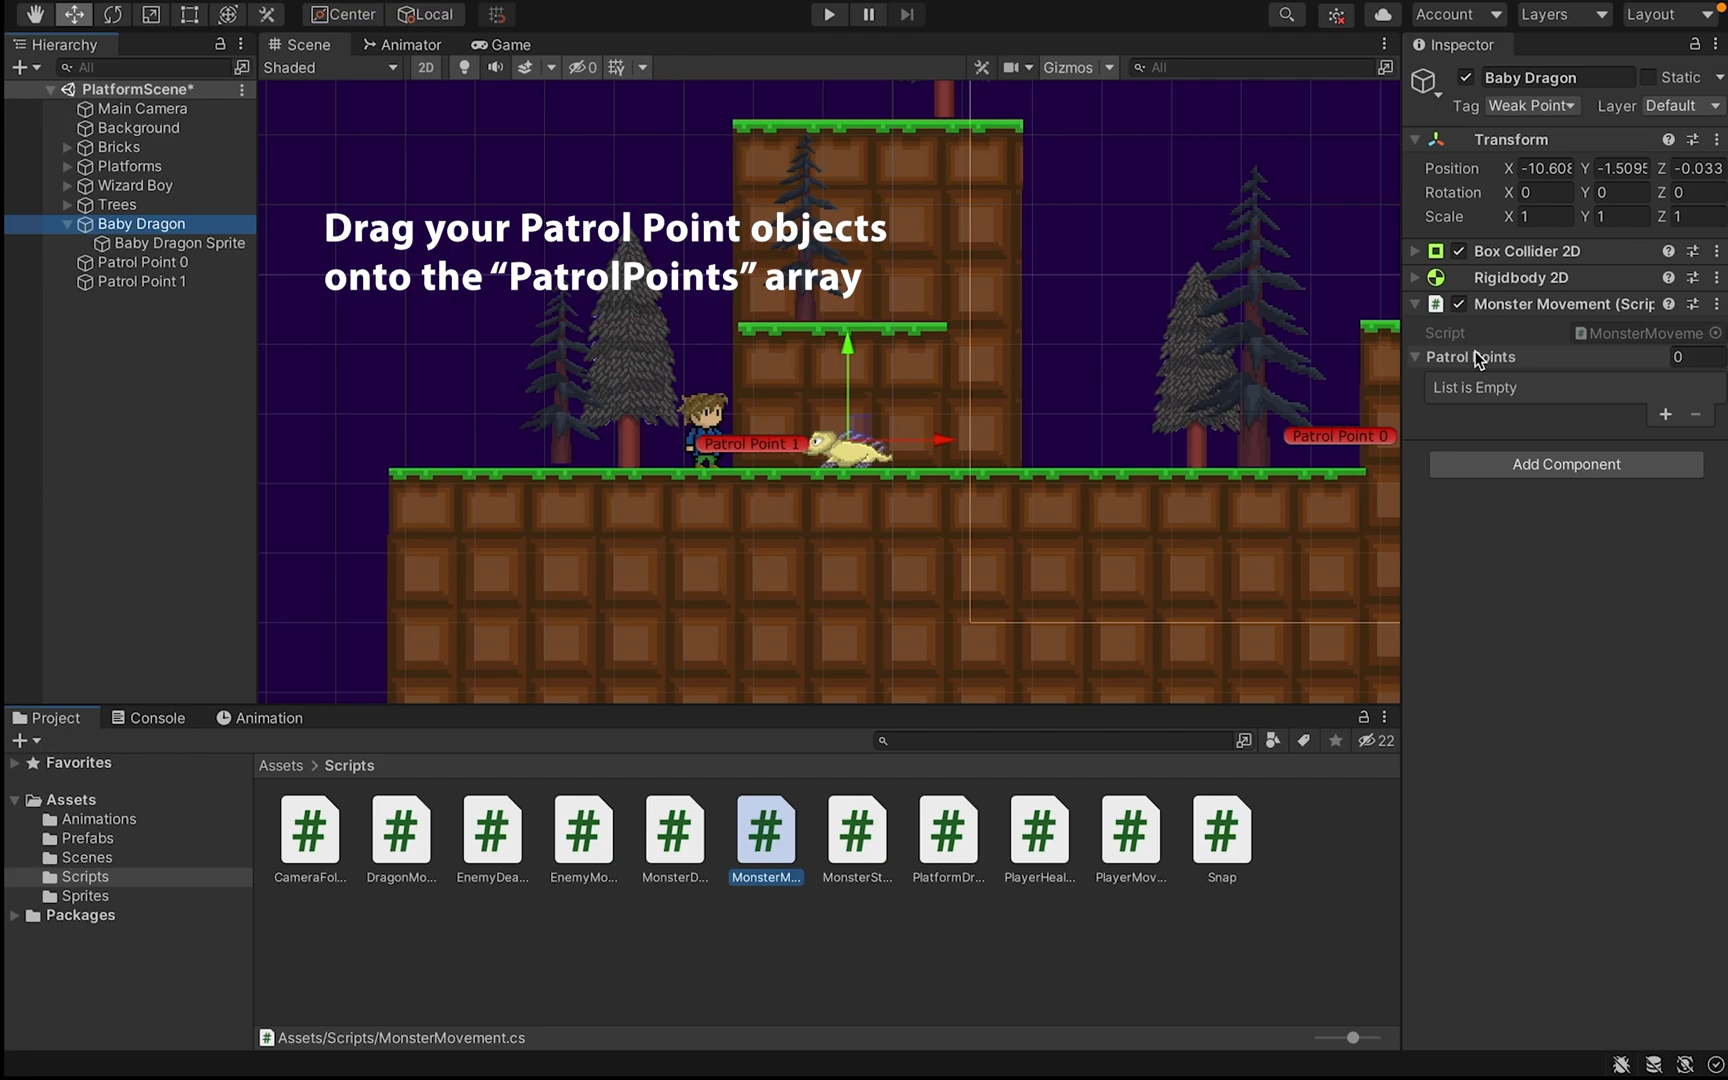 Center
Local
Account
Layers
Layout
Hierarchy
All
PlatformScene*
Main Camera
Background
Bricks
Platforms
Wizard Boy
Trees
Baby Dragon
Baby Dragon Sprite
Patrol Point 0
Patrol Point 1
Scene
Animator
Game
Shaded
2D
0
Gizmos
All
Drag your Patrol Point objects
onto the “PatrolPoints” array
Patrol Point 1
Patrol Point 0
Inspector
Baby Dragon
Static
Tag Weak Point Layer Default
Transform
Position X -10.608 Y -1.5095 Z -0.033
Rotation X 0 Y 0 Z 0
Scale X 1 Y 1 Z 1
Box Collider 2D
Rigidbody 2D
# Monster Movement (Scrip
Script MonsterMoveme
Patrol Points 0
List is Empty
+ −
Add Component
Project
Console
Animation
22
Favorites
Assets
Animations
Prefabs
Scenes
Scripts
Sprites
Packages
Assets > Scripts
# # # # # # # # # # #
CameraFol... DragonMo... EnemyDea... EnemyMo... MonsterD... MonsterM... MonsterSt... PlatformDr... PlayerHeal... PlayerMov... Snap
# Assets/Scripts/MonsterMovement.cs